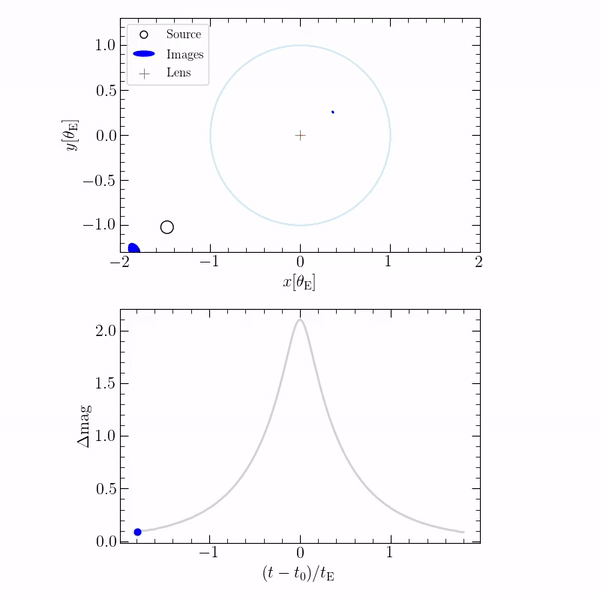 1.0
0.5
0.0
−0.5
−1.0
y[θE]
Source
Images
Lens
−2 −1 0 1 2
x[θE]
2.0
1.5
1.0
0.5
0.0
Δmag
−1 0 1
(t − t0)/tE